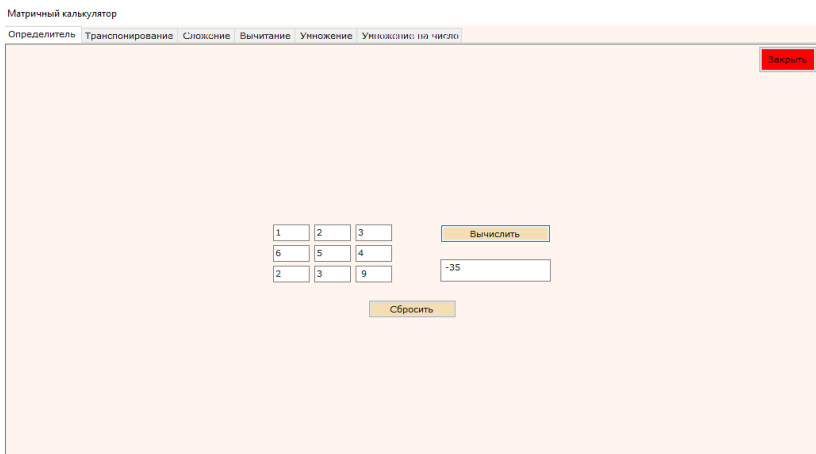 Матричный калькулятор
Определитель Транспонирование Сложение Вычитание Умножение Умножение на число
Закрыть
1 2 3 Вычислить
6 5 4
2 3 9 -35
Сбросить